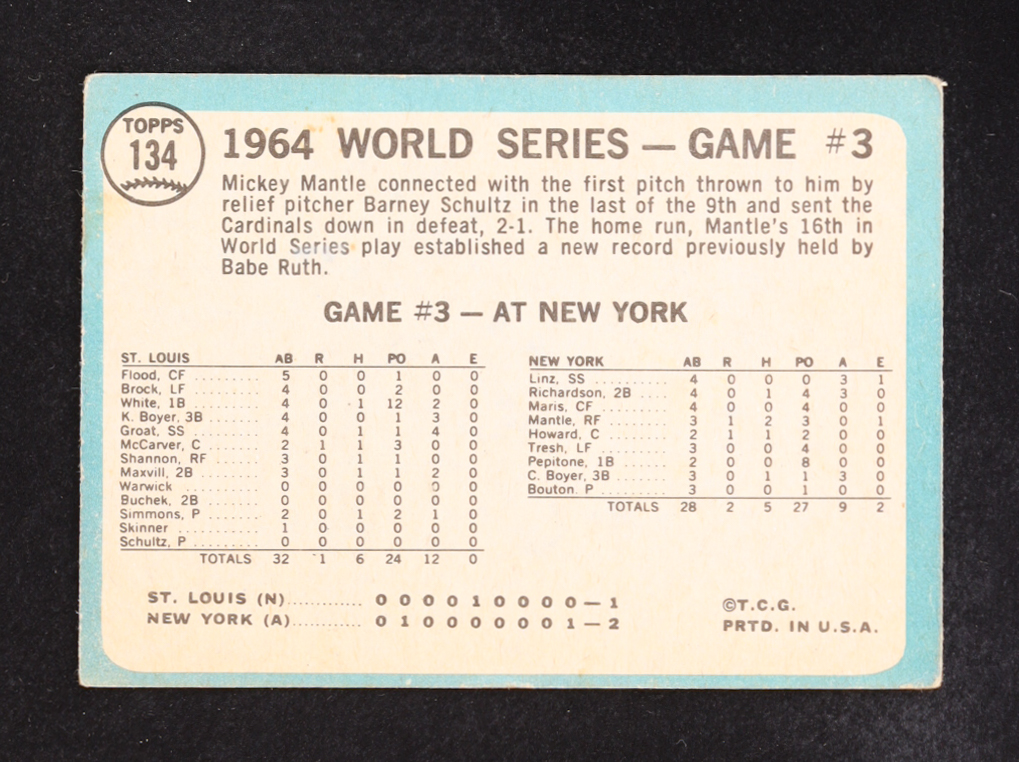 TOPPS
134
1964 WORLD SERIES — GAME #3
Mickey Mantle connected with the first pitch thrown to him by
relief pitcher Barney Schultz in the last of the 9th and sent the
Cardinals down in defeat, 2-1. The home run, Mantle's 16th in
World Series play established a new record previously held by
Babe Ruth.
GAME #3 — AT NEW YORK
ST. LOUIS AB R H PO A E
Flood, CF ......... 5 0 0 1 0 0
Brock, LF ......... 4 0 0 2 0 0
White, 1B ......... 4 0 1 12 2 0
K. Boyer, 3B ...... 4 0 0 1 3 0
Groat, SS ......... 4 0 1 1 4 0
McCarver, C ....... 2 1 1 3 0 0
Shannon, RF ....... 3 0 1 1 0 0
Maxvill, 2B ....... 3 0 1 1 2 0
Warwick ......... 0 0 0 0 0 0
Buchek, 2B ........ 0 0 0 0 0 0
Simmons, P ........ 2 0 1 2 1 0
Skinner ......... 1 0 0 0 0 0
Schultz, P ......... 0 0 0 0 0 0
TOTALS 32 1 6 24 12 0
NEW YORK AB R H PO A E
Linz, SS .......... 4 0 0 0 3 1
Richardson, 2B .... 4 0 1 4 3 0
Maris, CF ......... 4 0 0 4 0 0
Mantle, RF ........ 3 1 2 3 0 1
Howard, C ......... 2 1 1 2 0 0
Tresh, LF ......... 3 0 0 4 0 0
Pepitone, 1B ...... 2 0 0 8 0 0
C. Boyer, 3B ...... 3 0 1 1 3 0
Bouton. P ......... 3 0 0 1 0 0
TOTALS 28 2 5 27 9 2
ST. LOUIS (N)............. 0 0 0 0 1 0 0 0 0 — 1
NEW YORK (A)............ 0 1 0 0 0 0 0 0 1 — 2
©T.C.G.
PRTD. IN U.S.A.